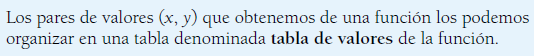 Los pares de valores (x, y) que obtenemos de una función los podemos
organizar en una tabla denominada tabla de valores de la función.